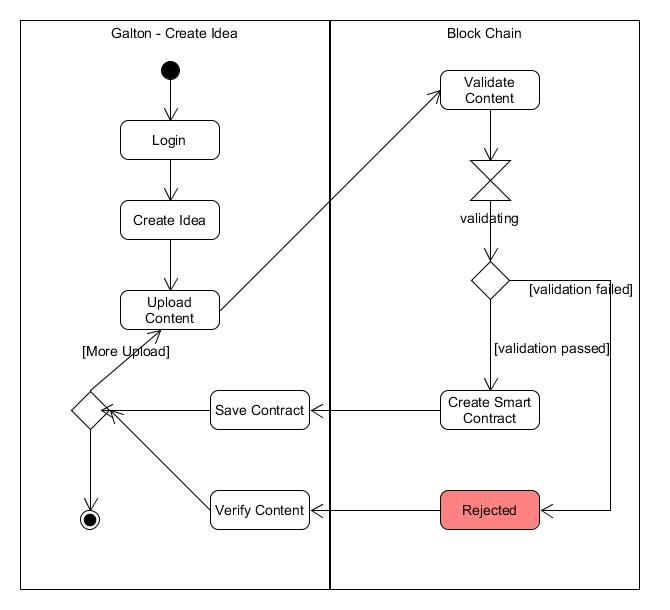 Galton - Create Idea
Block Chain
Validate
Content
Login
Create Idea
validating
Upload
Content
[validation failed]
[More Upload]
[validation passed]
Save Contract
Create Smart
Contract
Verify Content
Rejected